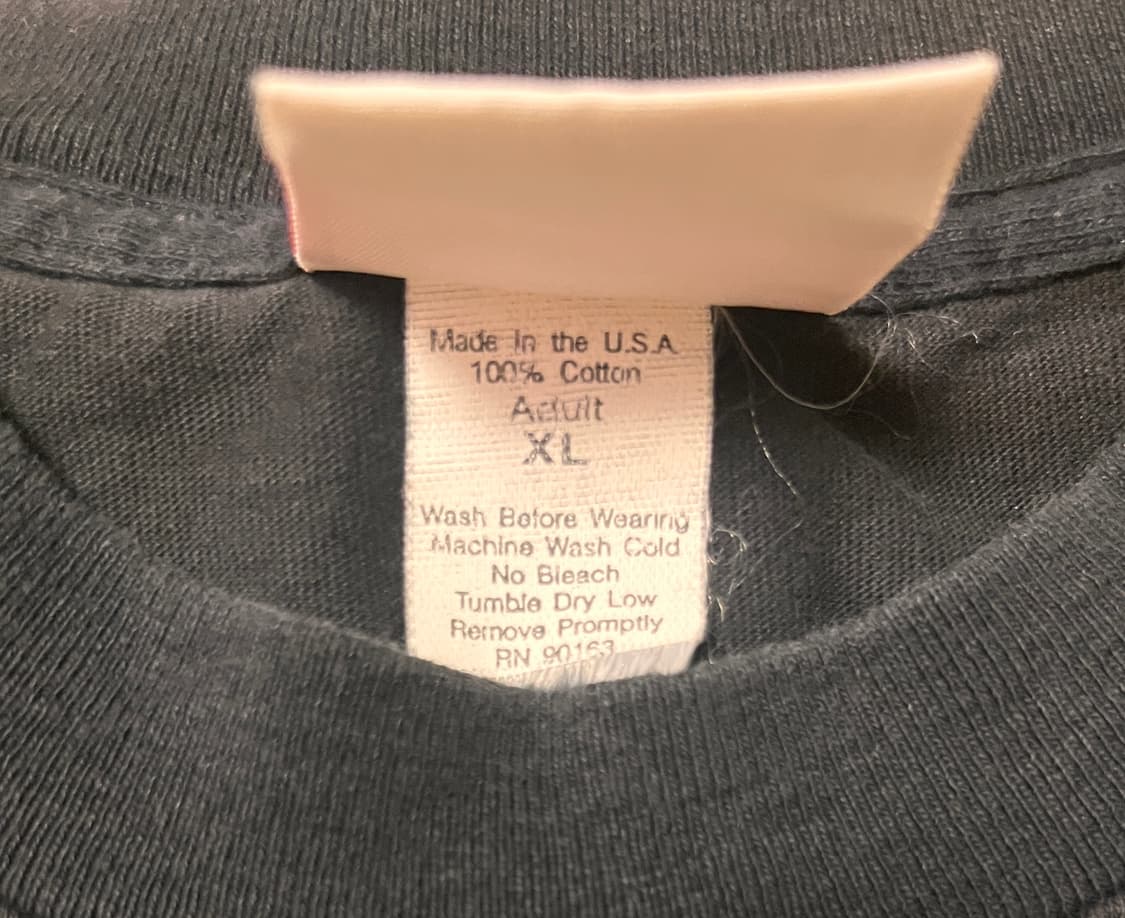 Made In the U.S.A.
100% Cotton
Adult
XL
Wash Before Wearing
Machine Wash Cold
No Bleach
Tumble Dry Low
Remove Promptly
RN 90163